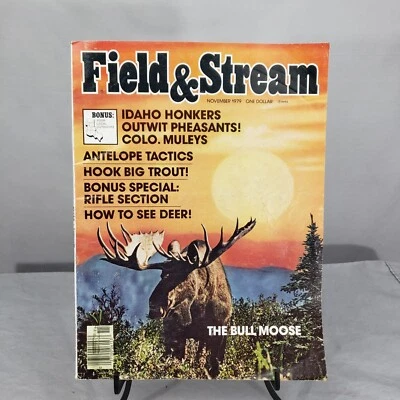 Field & Stream
NOVEMBER 1979 ONE DOLLAR
BONUS:
IDAHO HONKERS
OUTWIT PHEASANTS!
COLO. MULEYS
ANTELOPE TACTICS
HOOK BIG TROUT!
BONUS SPECIAL:
RIFLE SECTION
HOW TO SEE DEER!
THE BULL MOOSE